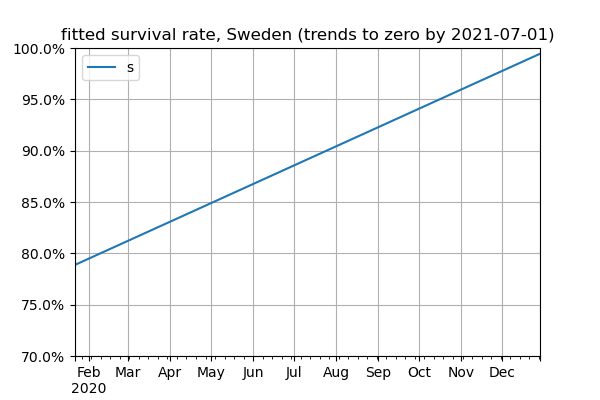 fitted survival rate, Sweden (trends to zero by 2021-07-01)
100.0%
s
95.0%
90.0%
85.0%
80.0%
75.0%
70.0%
Feb Mar Apr May Jun Jul Aug Sep Oct Nov Dec
2020